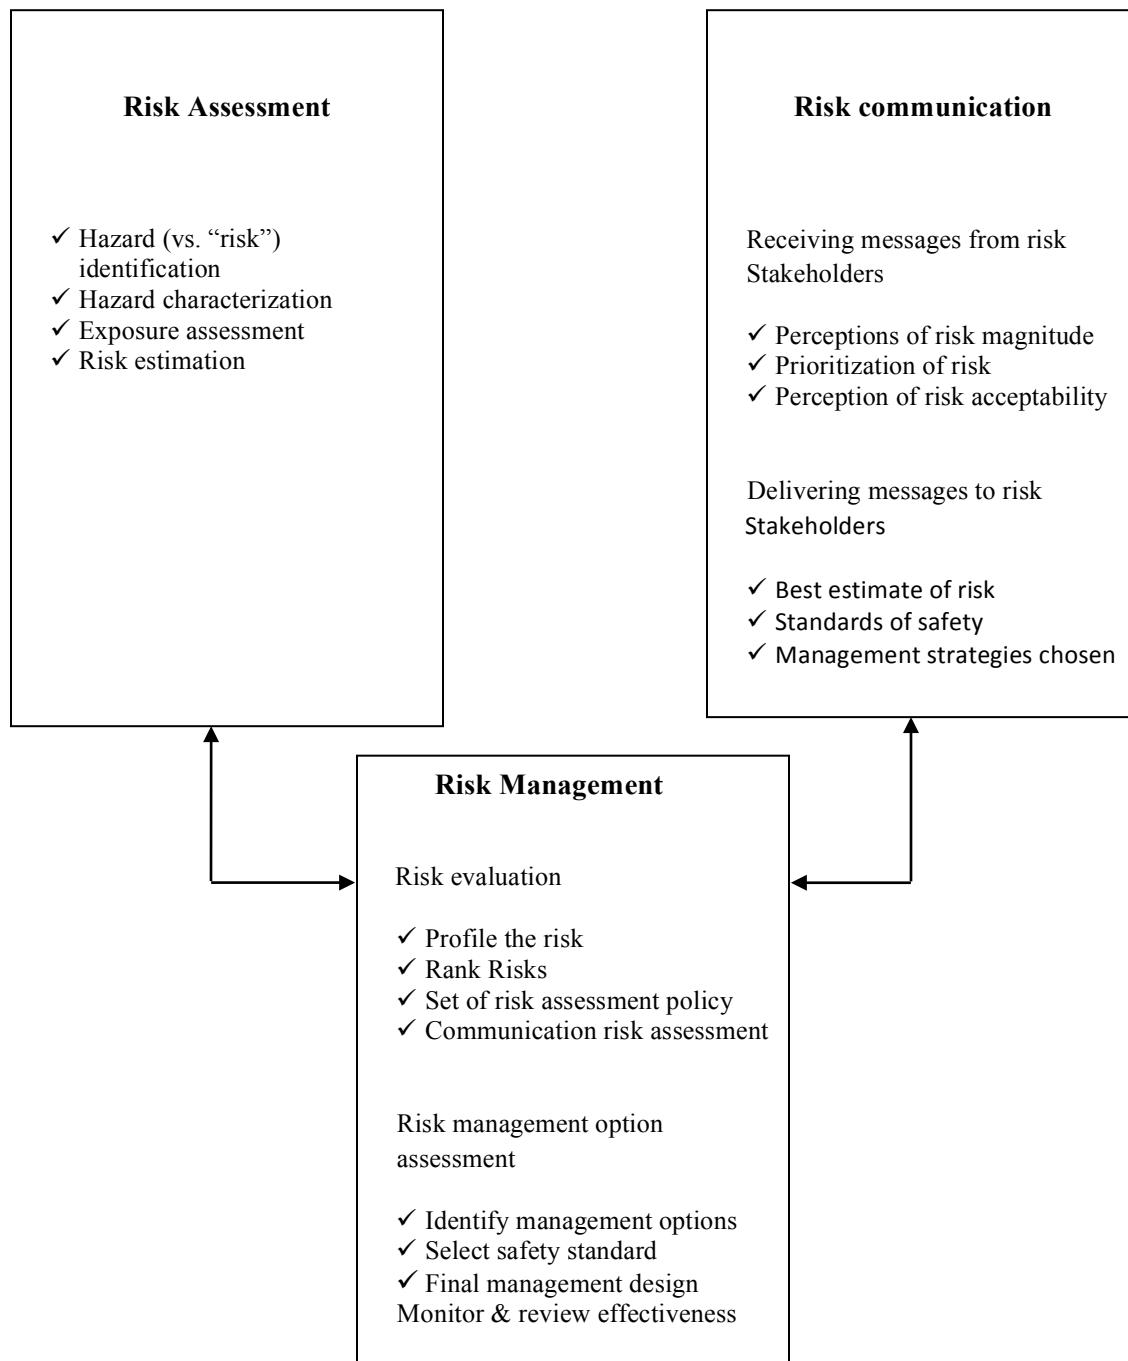 Risk Assessment
✓ Hazard (vs. “risk”)
identification
✓ Hazard characterization
✓ Exposure assessment
✓ Risk estimation
Risk communication
Receiving messages from risk
Stakeholders
✓ Perceptions of risk magnitude
✓ Prioritization of risk
✓ Perception of risk acceptability
Delivering messages to risk
Stakeholders
✓ Best estimate of risk
✓ Standards of safety
✓ Management strategies chosen
Risk Management
Risk evaluation
✓ Profile the risk
✓ Rank Risks
✓ Set of risk assessment policy
✓ Communication risk assessment
Risk management option
assessment
✓ Identify management options
✓ Select safety standard
✓ Final management design
Monitor & review effectiveness